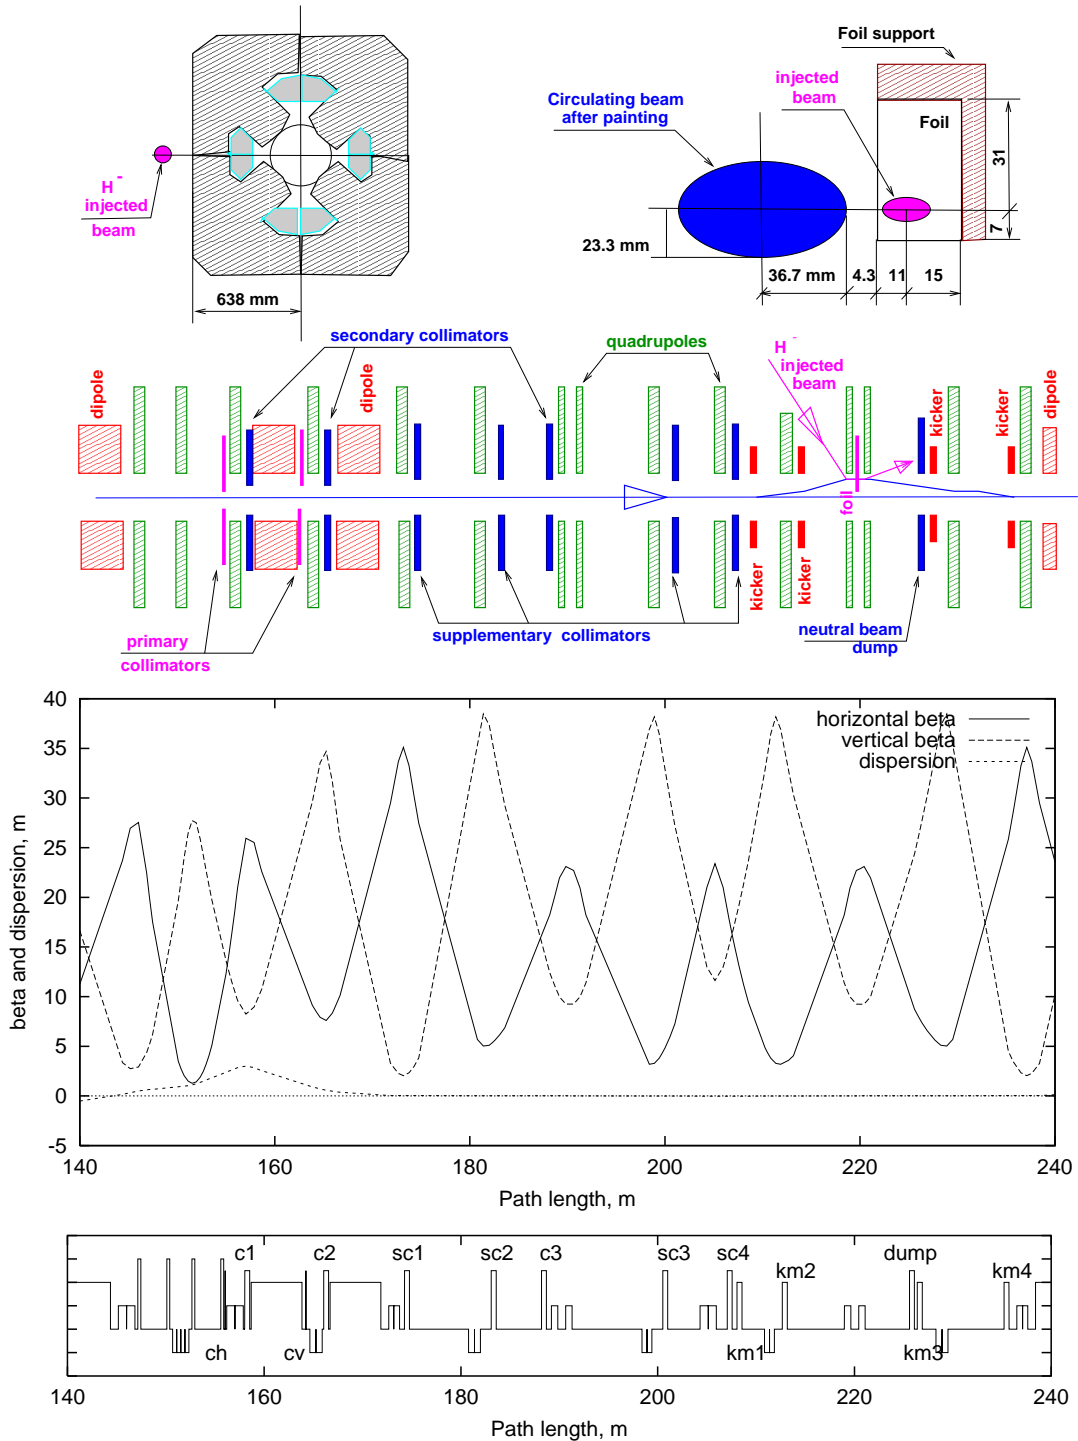 H -
injected
beam
638 mm
Foil support
injected
beam
Circulating beam
after painting
Foil
31
7
23.3 mm
36.7 mm
4.3
11
15
secondary collimators
quadrupoles
H -
injected
beam
dipole
dipole
kicker
kicker
dipole
foil
kicker
kicker
primary
collimators
supplementary collimators
neutral beam
dump
beta and dispersion, m
40
35
30
25
20
15
10
5
0
-5
horizontal beta
vertical beta
dispersion
140
160
180
200
220
240
Path length, m
c1
c2
sc1
sc2
c3
sc3
sc4
dump
km2
km4
ch
cv
km1
km3
140
160
180
200
220
240
Path length, m